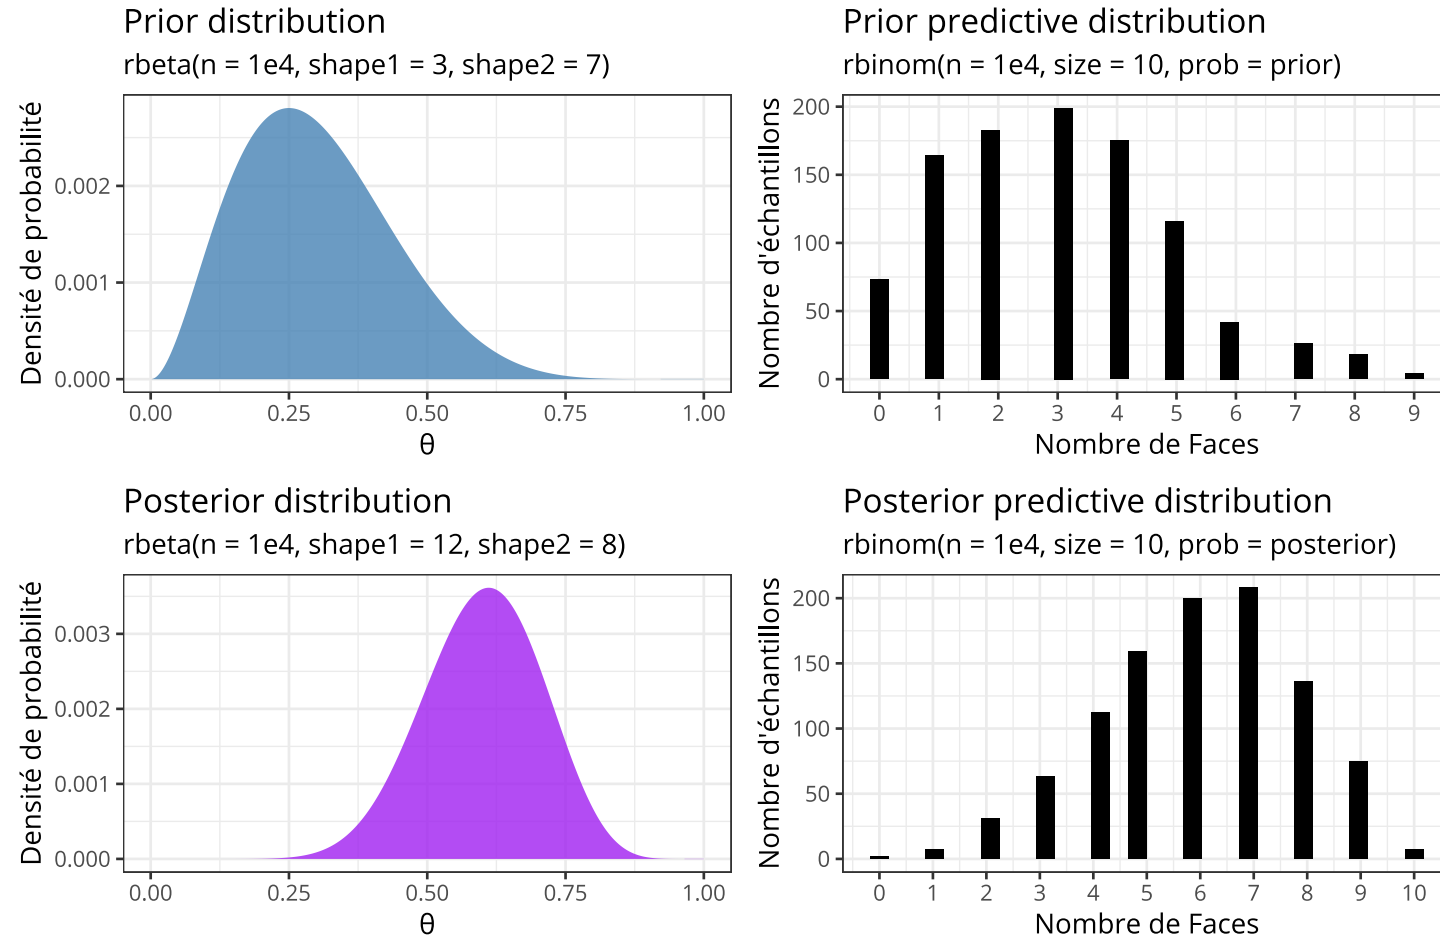 Prior distribution
rbeta(n = 1e4, shape1 = 3, shape2 = 7)
Densité de probabilité
0.002
0.001
0.000
0.00 0.25 0.50 0.75 1.00
θ
Prior predictive distribution
rbinom(n = 1e4, size = 10, prob = prior)
Nombre d'échantillons
200
150
100
50
0
0 1 2 3 4 5 6 7 8 9
Nombre de Faces
Posterior distribution
rbeta(n = 1e4, shape1 = 12, shape2 = 8)
Densité de probabilité
0.003
0.002
0.001
0.000
0.00 0.25 0.50 0.75 1.00
θ
Posterior predictive distribution
rbinom(n = 1e4, size = 10, prob = posterior)
Nombre d'échantillons
200
150
100
50
0
0 1 2 3 4 5 6 7 8 9 10
Nombre de Faces